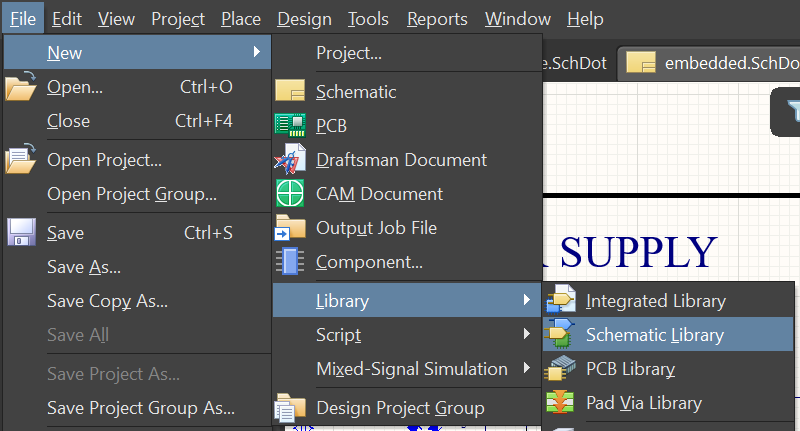 File Edit View Project Place Design Tools Reports Window Help
New
Open... Ctrl+O
Close Ctrl+F4
Open Project...
Open Project Group...
Save Ctrl+S
Save As...
Save Copy As...
Save All
Save Project As...
Save Project Group As...
Project...
Schematic
PCB
Draftsman Document
CAM Document
Output Job File
Component...
Library
Script
Mixed-Signal Simulation
Design Project Group
Integrated Library
Schematic Library
PCB Library
Pad Via Library
.SchDot
embedded.SchDo
SUPPLY